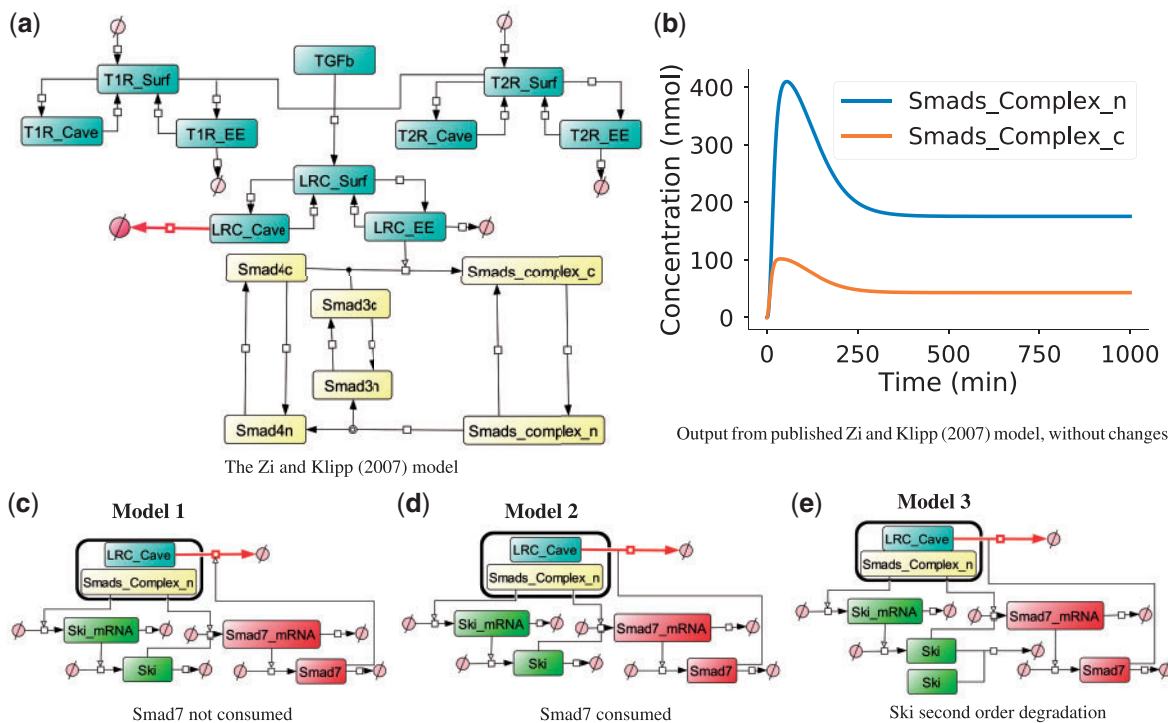 (a)
TGFb
T1R_Surf
T2R_Surf
T1R_Cave
T1R_EE
T2R_Cave
T2R_EE
LRC_Surf
LRC_Cave
LRC_EE
Smad4c
Smads_complex_c
Smad3c
Smad3n
Smad4n
Smads_complex_n
The Zi and Klipp (2007) model
(b)
Concentration (nmol)
400
300
200
100
0
Smads_Complex_n
Smads_Complex_c
0 250 500 750 1000
Time (min)
Output from published Zi and Klipp (2007) model, without changes
(c)
Model 1
LRC_Cave
Smads_Complex_n
Ski_mRNA
Smad7_mRNA
Ski
Smad7
Smad7 not consumed
(d)
Model 2
LRC_Cave
Smads_Complex_n
Ski_mRNA
Smad7_mRNA
Ski
Smad7
Smad7 consumed
(e)
Model 3
LRC_Cave
Smads_Complex_n
Ski_mRNA
Smad7_mRNA
Ski
Smad7
Ski
Ski second order degradation